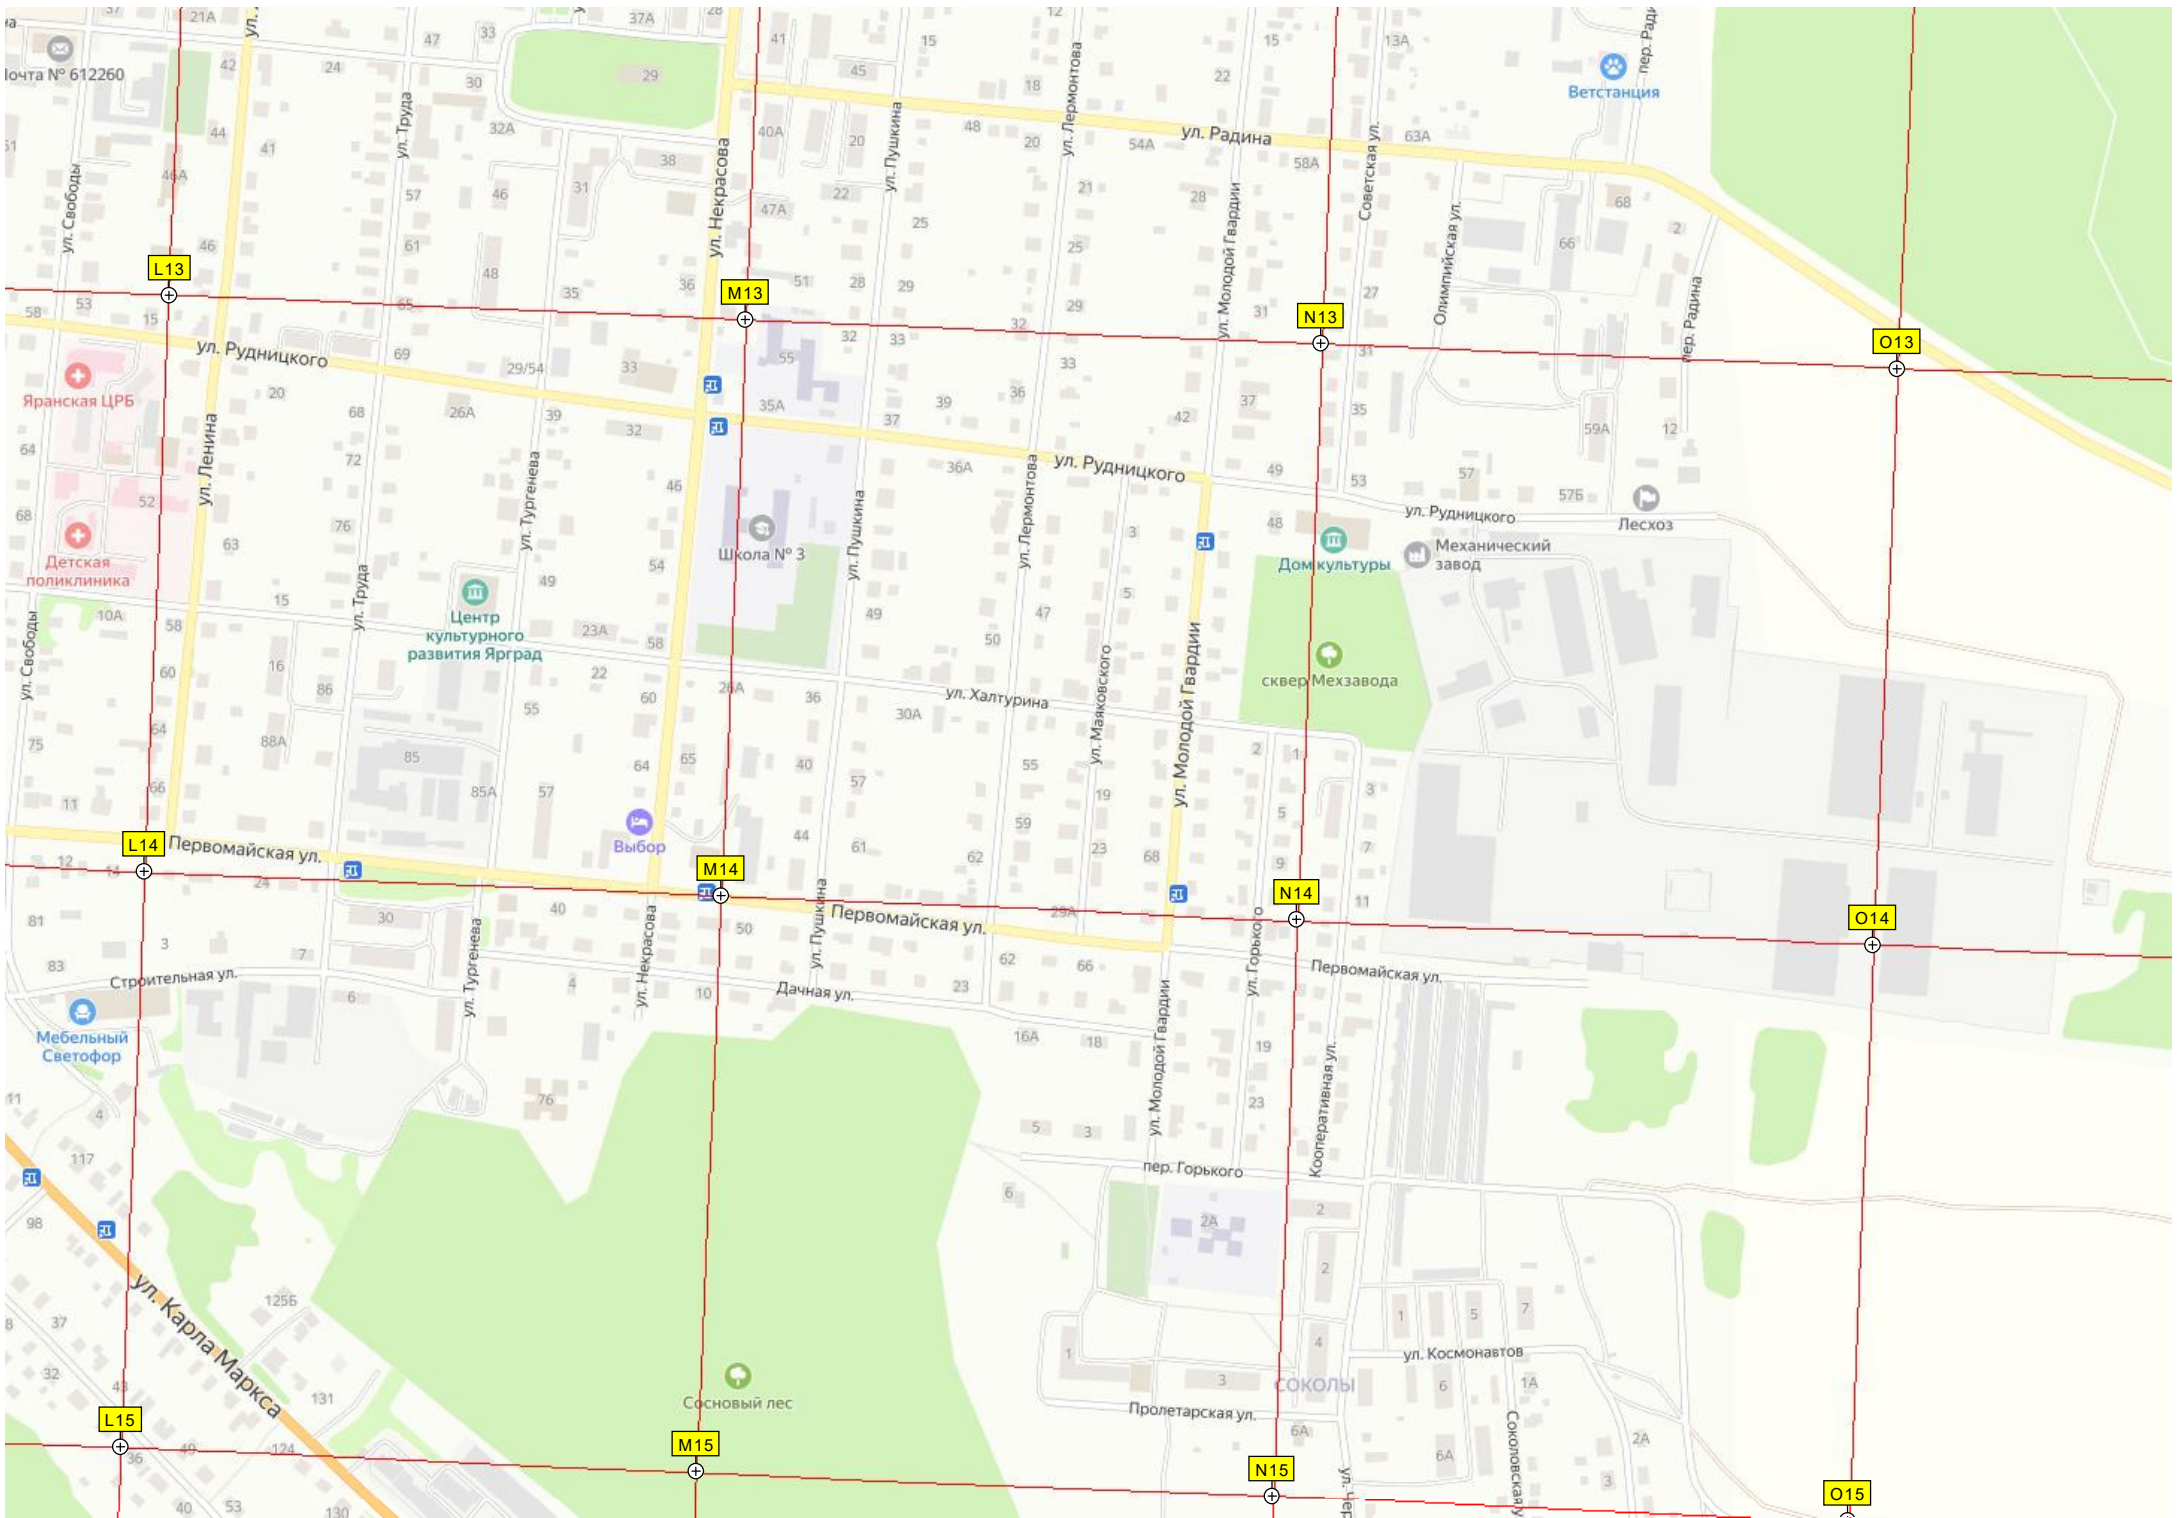 37
21А
ул.
37А
28
12
33
47
41
15
15
13А
пер. Ради
Почта № 612260
42
24
30
29
45
18
22
Ветстанция
ул. Труда
ул. Пушкина
ул. Лермонтова
51
44
41
32А
40А
20
48
20
54А
ул. Радина
63А
58А
Советская ул.
ул. Свободы
46А
57
46
31
38
ул. Некрасова
47А
22
21
28
ул. Молодой Гвардии
68
Олимпийская ул.
25
46
61
48
25
66
2
L13
53
65
35
36
M13
51
28
29
29
31
27
пер. Радина
58
15
32
N13
O13
ул. Рудницкого
69
29/54
33
55
32
33
33
31
Яранская ЦРБ
20
68
26А
39
35А
39
36
37
35
64
ул. Ленина
72
32
37
42
59А
12
ул. Тургенева
46
36А
ул. Рудницкого
49
53
57
57Б
52
68
76
ул. Пушкина
ул. Лермонтова
3
48
ул. Рудницкого
Лесхоз
63
Школа № 3
Дом культуры
Механический
завод
Детская
поликлиника
54
49
5
15
ул. Труда
Центр
культурного
развития Яргрaд
10А
58
23А
58
49
47
50
ул. Свободы
60
16
22
ул. Маяковского
ул. Молодой Гвардии
сквер Мехзавода
86
60
26А
36
ул. Халтурина
55
30А
64
75
88А
85
65
64
40
55
2
1
66
11
85А
57
57
19
3
59
5
L14
Первомайская ул.
Выбор
44
61
62
23
68
9
7
12
14
24
M14
29А
N14
11
81
30
40
50
ул. Пушкина
Первомайская ул.
O14
3
7
ул. Тургенева
ул. Некрасова
62
66
ул. Горького
Первомайская ул.
83
Строительная ул.
6
4
10
Дачная ул.
23
Мебельный
Светофор
16А
18
ул. Молодой Гвардии
19
Кооперативная ул.
11
4
76
23
5
3
117
пер. Горького
6
98
2А
2
2
125Б
ул. Карла Маркса
37
1
5
7
8
4
ул. Космонавтов
32
43
131
Сосновый лес
1
3
СОКОЛЫ
6
1А
Пролетарская ул.
L15
M15
6А
2А
36
49
124
N15
6А
Соколовская у
3
O15
40
53
130
ул. Чер